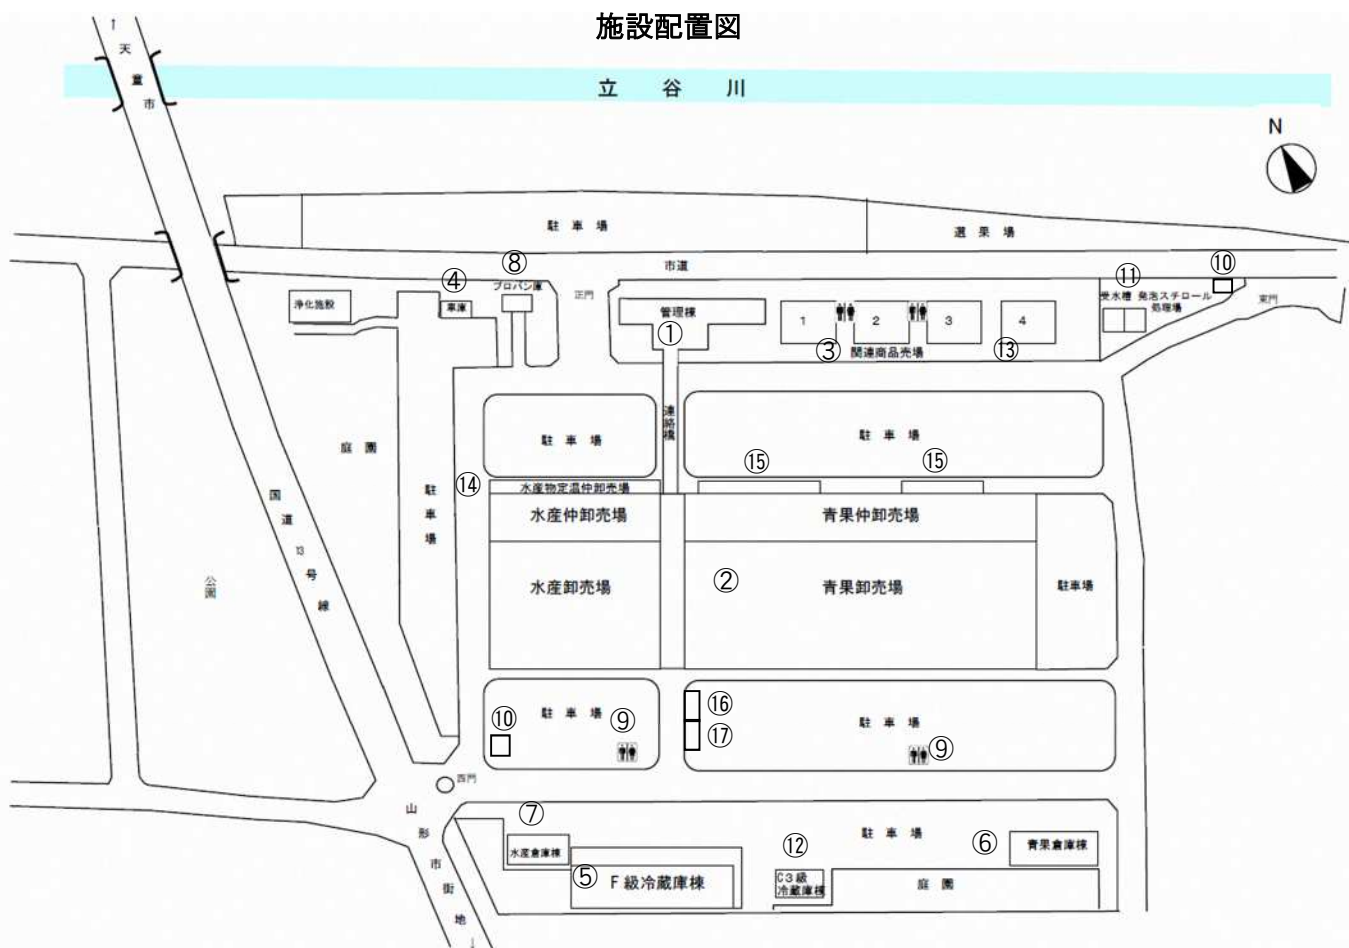 施設配置図
↑
天童市
立谷川
N
駐車場
選果場
市道
⑧
④
プロパン庫
正門
⑪
⑩
浄化施設
車庫
管理棟
①
1
2
3
4
受水槽
発泡スチロール
処理場
東門
③
関連商品売場
⑬
連絡橋
駐車場
駐車場
庭園
駐車場
⑭
⑮
⑮
水産物定温仲卸売場
水産仲卸売場
青果仲卸売場
国道13号線
公園
水産卸売場
②
青果卸売場
駐車場
⑩
駐車場
⑨
⑯
⑰
駐車場
⑨
西門
山形市街地
↓
⑦
水産倉庫棟
⑤
F級冷蔵庫棟
⑫
C3級
冷蔵庫棟
駐車場
⑥
青果倉庫棟
庭園